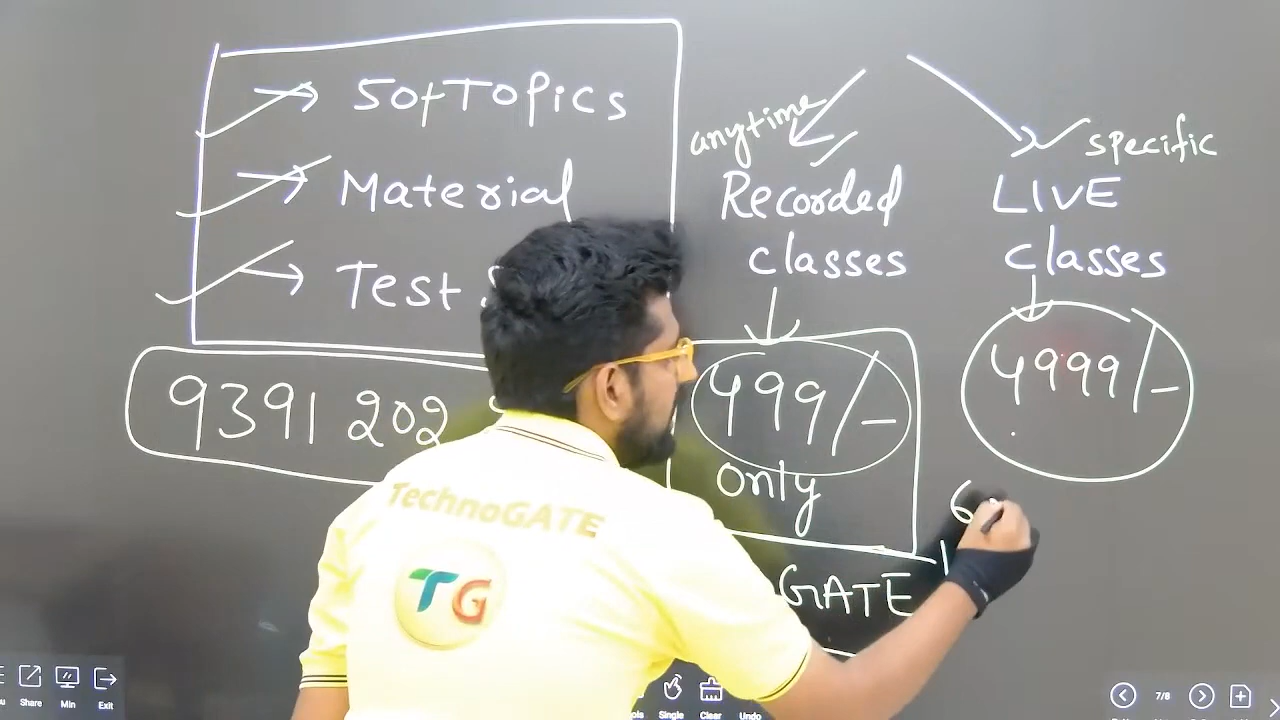 50+ Topics
Material
Test
9391 202
anytime
Recorded
classes
499/-
only
specific
LIVE
classes
4999/-
6
GATE
TechnoGATE
TG
Share
Min
Exit
Single
Clear
Undo
7/8